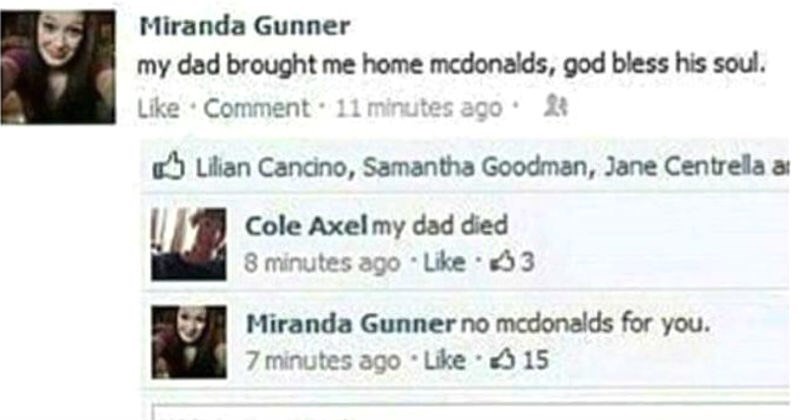 Miranda Gunner
my dad brought me home mcdonalds, god bless his soul.
Like · Comment · 11 minutes ago ·
Lilian Cancino, Samantha Goodman, Jane Centrella
Cole Axel my dad died
8 minutes ago · Like · 3
Miranda Gunner no mcdonalds for you.
7 minutes ago · Like · 15